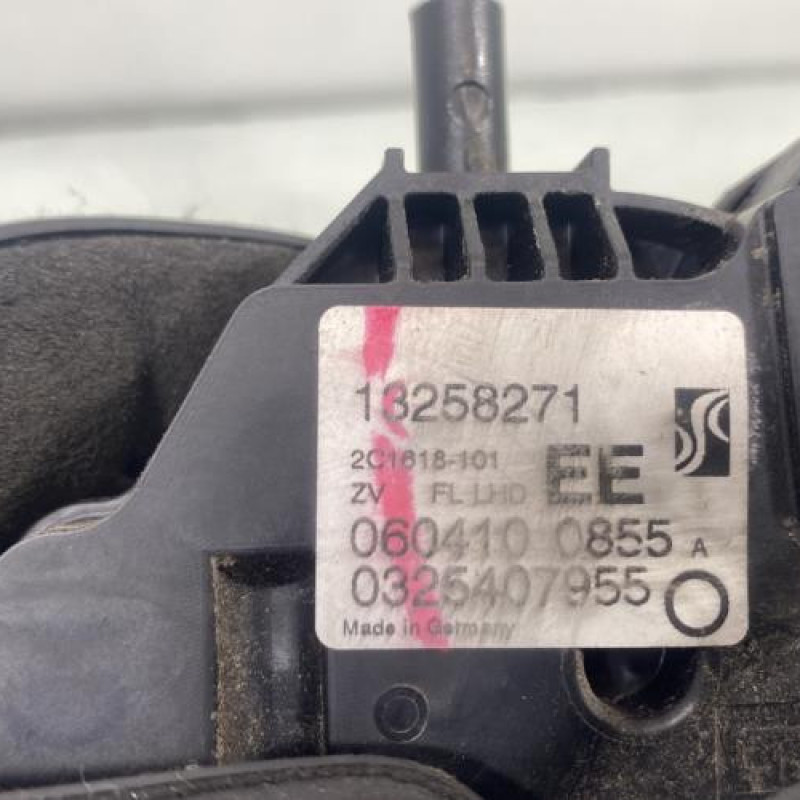 13258271
2C1618-101
EE
ZV FL LHD
060410 0855 A
0325407955
Made in Germany